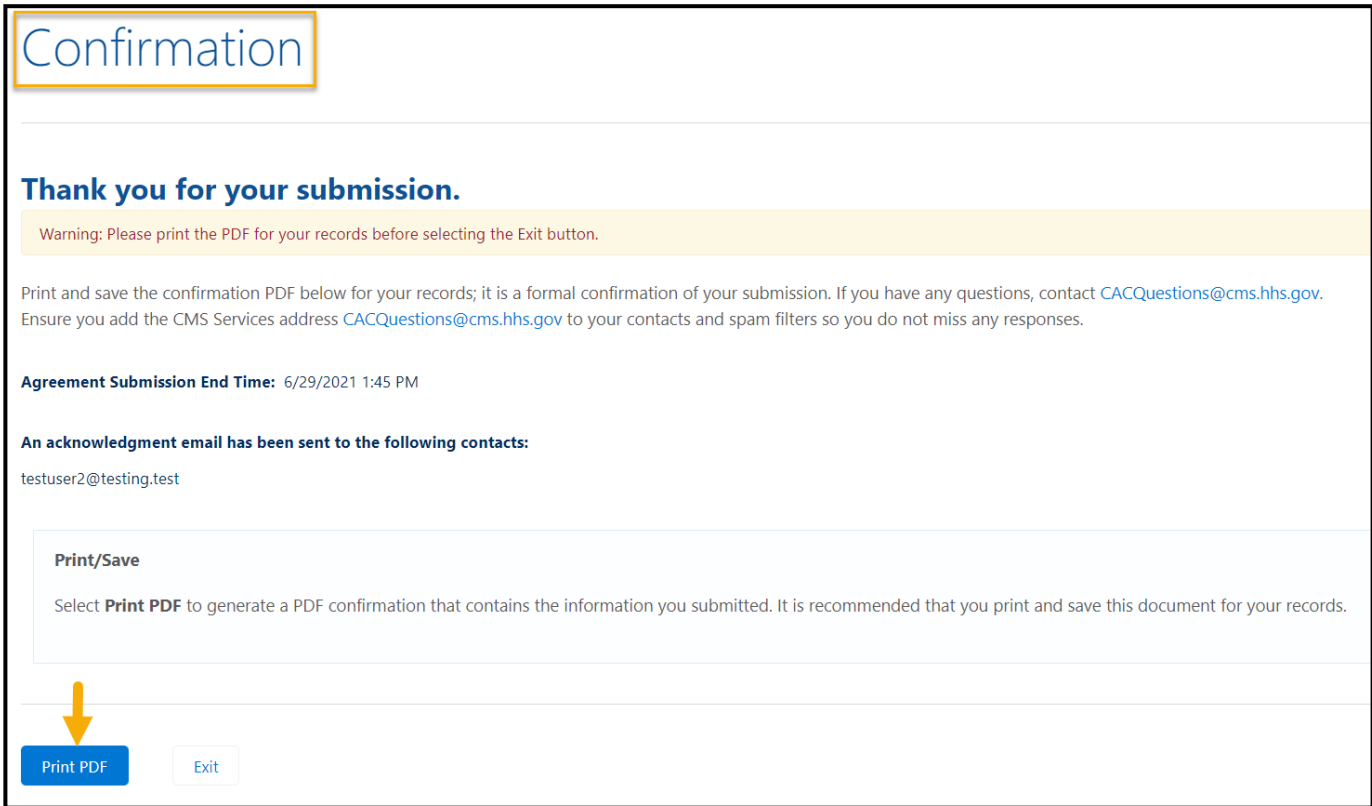 Confirmation
Thank you for your submission.
Warning: Please print the PDF for your records before selecting the Exit button.
Print and save the confirmation PDF below for your records; it is a formal confirmation of your submission. If you have any questions, contact CACQuestions@cms.hhs.gov.
Ensure you add the CMS Services address CACQuestions@cms.hhs.gov to your contacts and spam filters so you do not miss any responses.
Agreement Submission End Time: 6/29/2021 1:45 PM
An acknowledgment email has been sent to the following contacts:
testuser2@testing.test
Print/Save
Select Print PDF to generate a PDF confirmation that contains the information you submitted. It is recommended that you print and save this document for your records.
Print PDF Exit